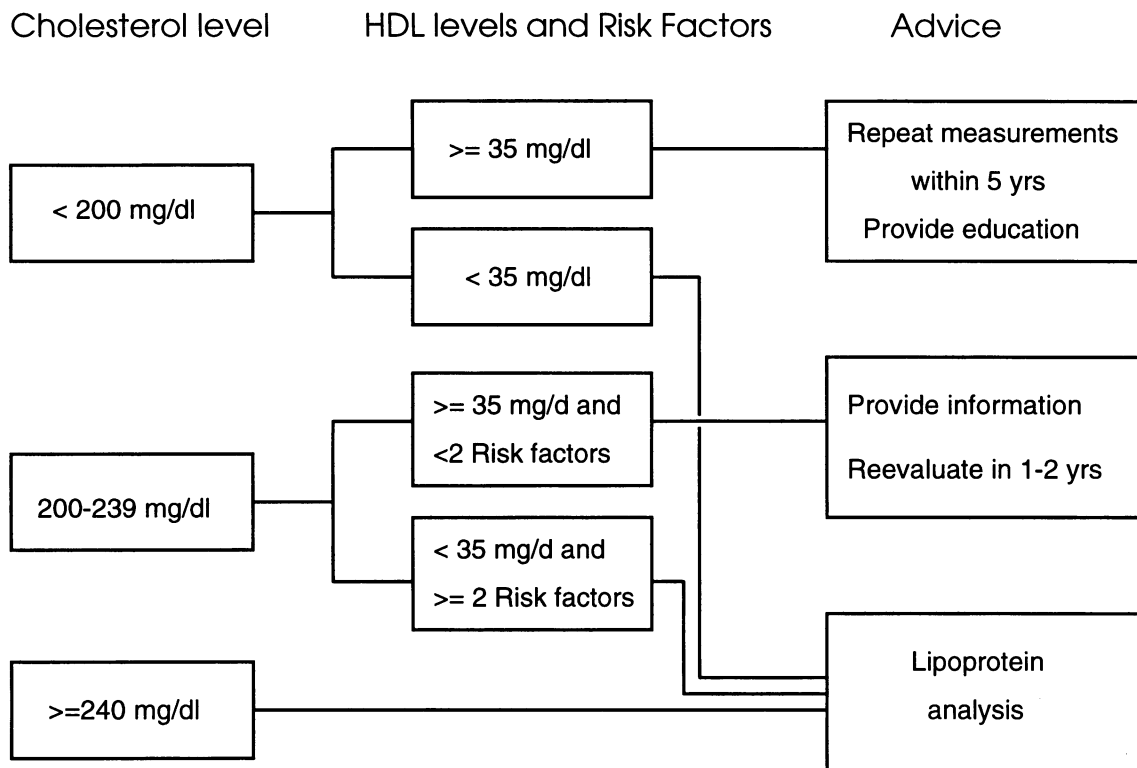 Cholesterol level
HDL levels and Risk Factors
Advice
>= 35 mg/dl
Repeat measurements
within 5 yrs
Provide education
< 200 mg/dl
< 35 mg/dl
>= 35 mg/d and
<2 Risk factors
Provide information
Reevaluate in 1-2 yrs
200-239 mg/dl
< 35 mg/d and
>= 2 Risk factors
>=240 mg/dl
Lipoprotein
analysis